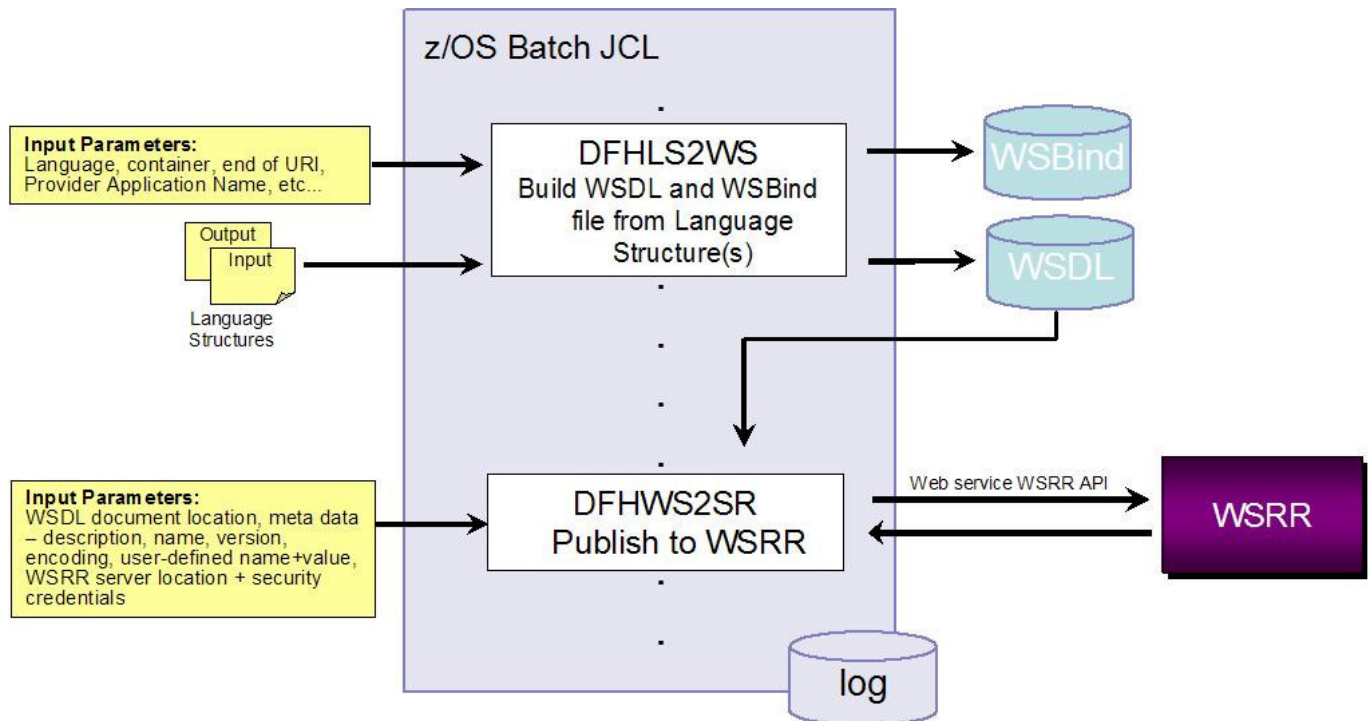 z/OS Batch JCL
Input Parameters:
Language, container, end of URI,
Provider Application Name, etc...
Output
Input
Language
Structures
DFHLS2WS
Build WSDL and WSBind
file from Language
Structure(s)
WSBind
WSDL
Input Parameters:
WSDL document location, meta data
– description, name, version,
encoding, user-defined name+value,
WSRR server location + security
credentials
DFHWS2SR
Publish to WSRR
Web service WSRR API
WSRR
log